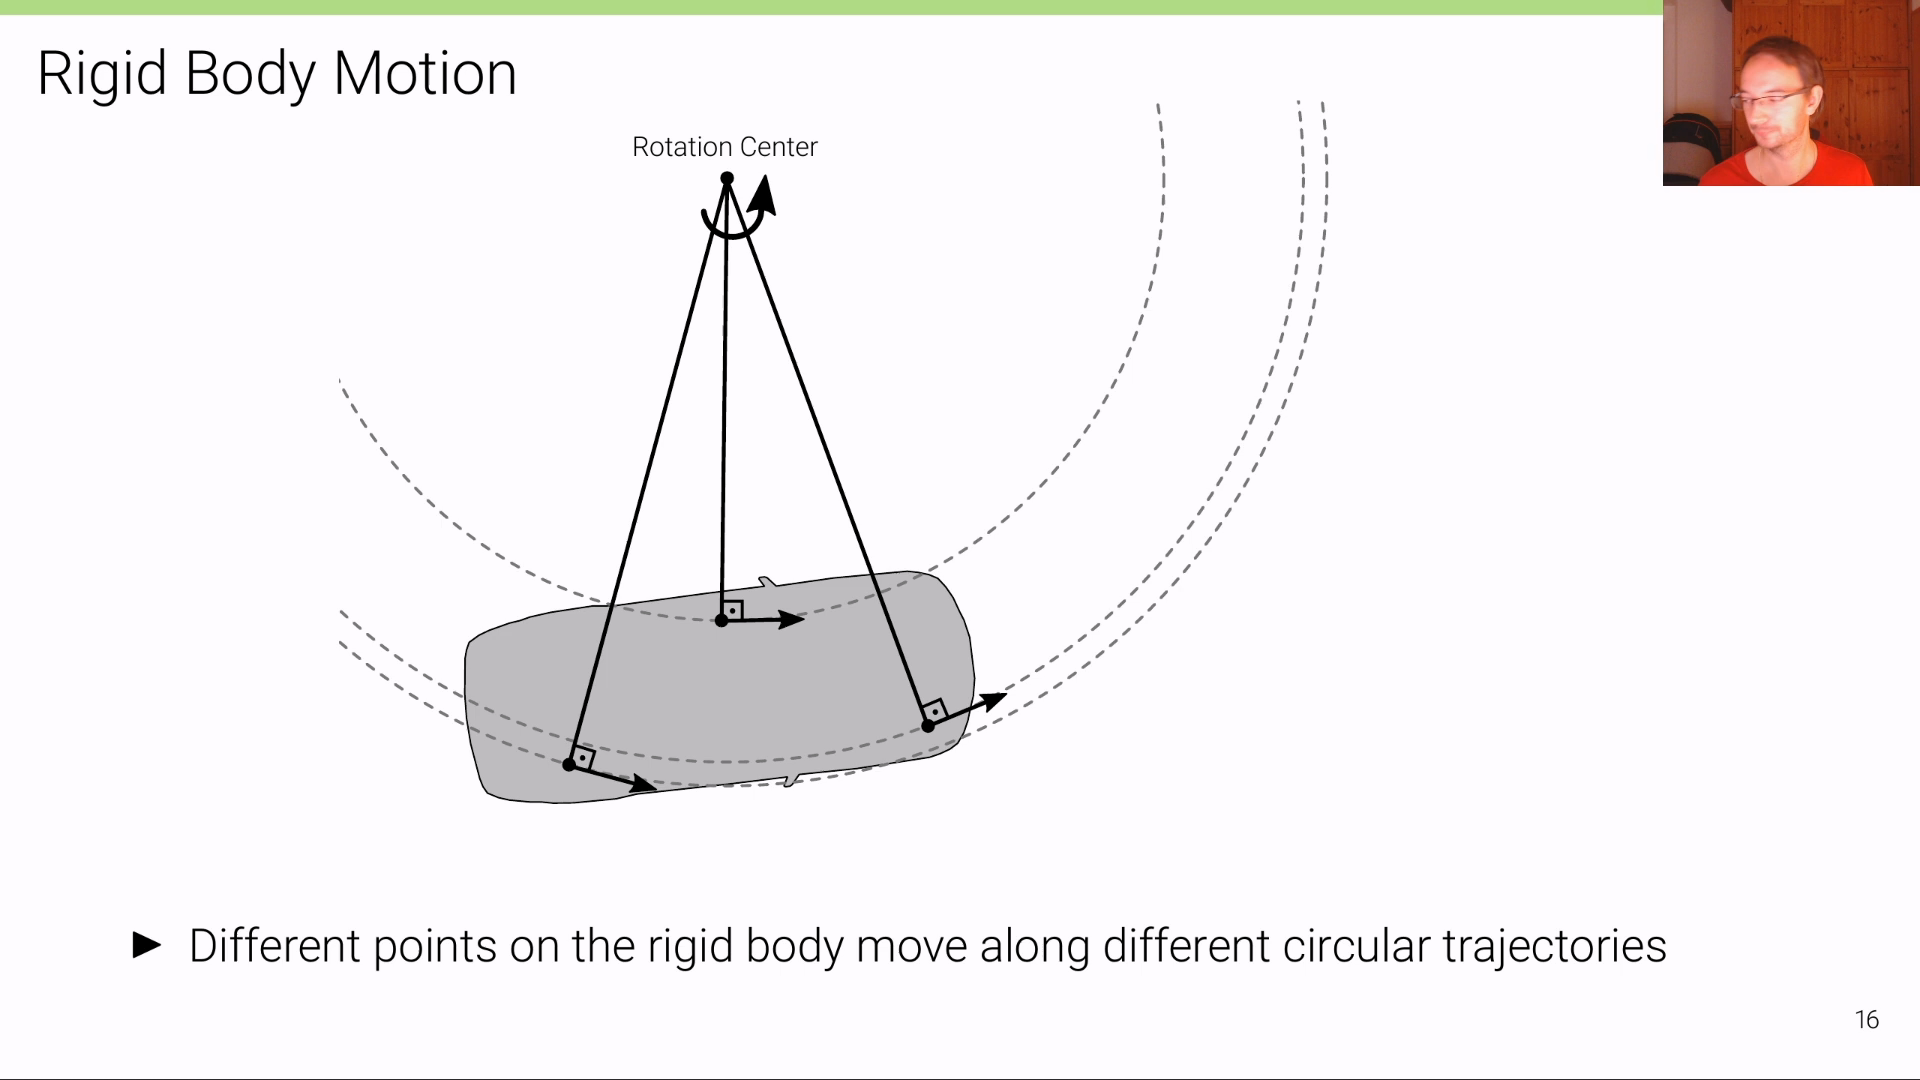 Rigid Body Motion
Rotation Center
Different points on the rigid body move along different circular trajectories
16